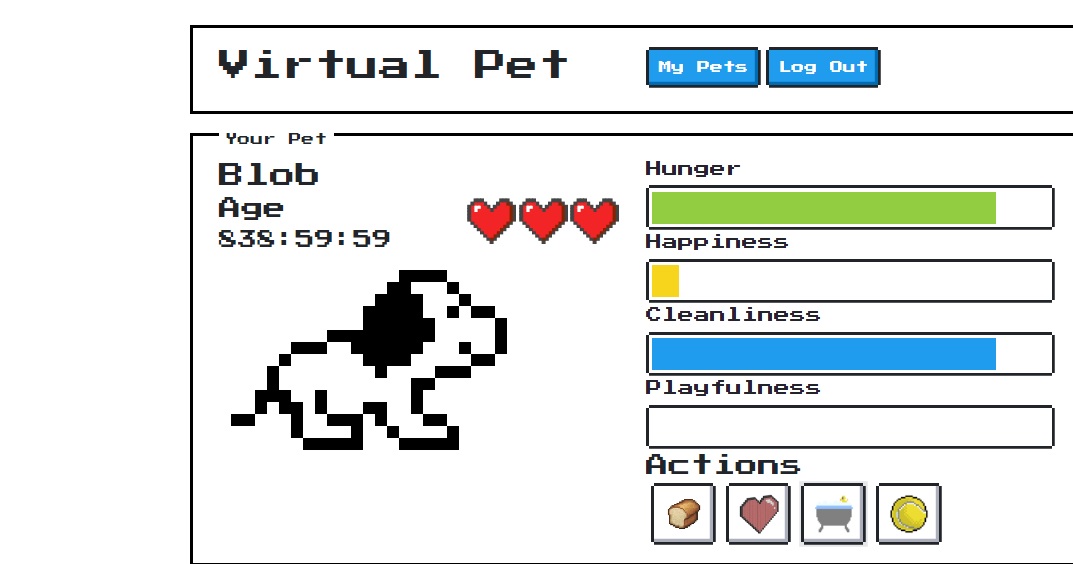 Virtual Pet
My Pets
Log Out
Your Pet
Blob
Age
838:59:59
Hunger
Happiness
Cleanliness
Playfulness
Actions